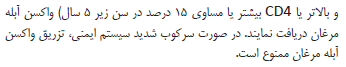 و بالاتر یا CD4 بیشتر یا مساوی ۱۵ درصد در سن زیر ۵ سال) واکسن آبله
مرغان دریافت نمایند. در صورت سرکوب شدید سیستم ایمنی، تزریق واکسن
آبله مرغان ممنوع است.